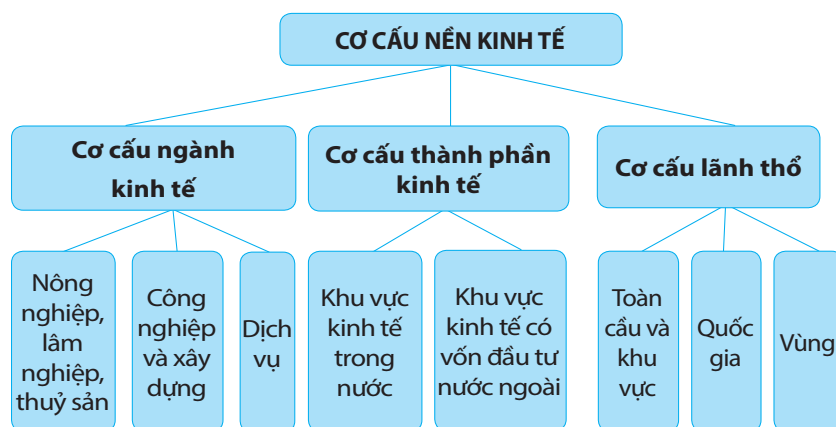 CƠ CẤU NỀN KINH TẾ
Cơ cấu ngành
kinh tế
Cơ cấu thành phần
kinh tế
Cơ cấu lãnh thổ
Nông
nghiệp,
lâm
nghiệp,
thuỷ sản
Công
nghiệp
và xây
dựng
Dịch
vụ
Khu vực
kinh tế
trong
nước
Khu vực
kinh tế có
vốn đầu tư
nước ngoài
Toàn
cầu và
khu
vực
Quốc
gia
Vùng